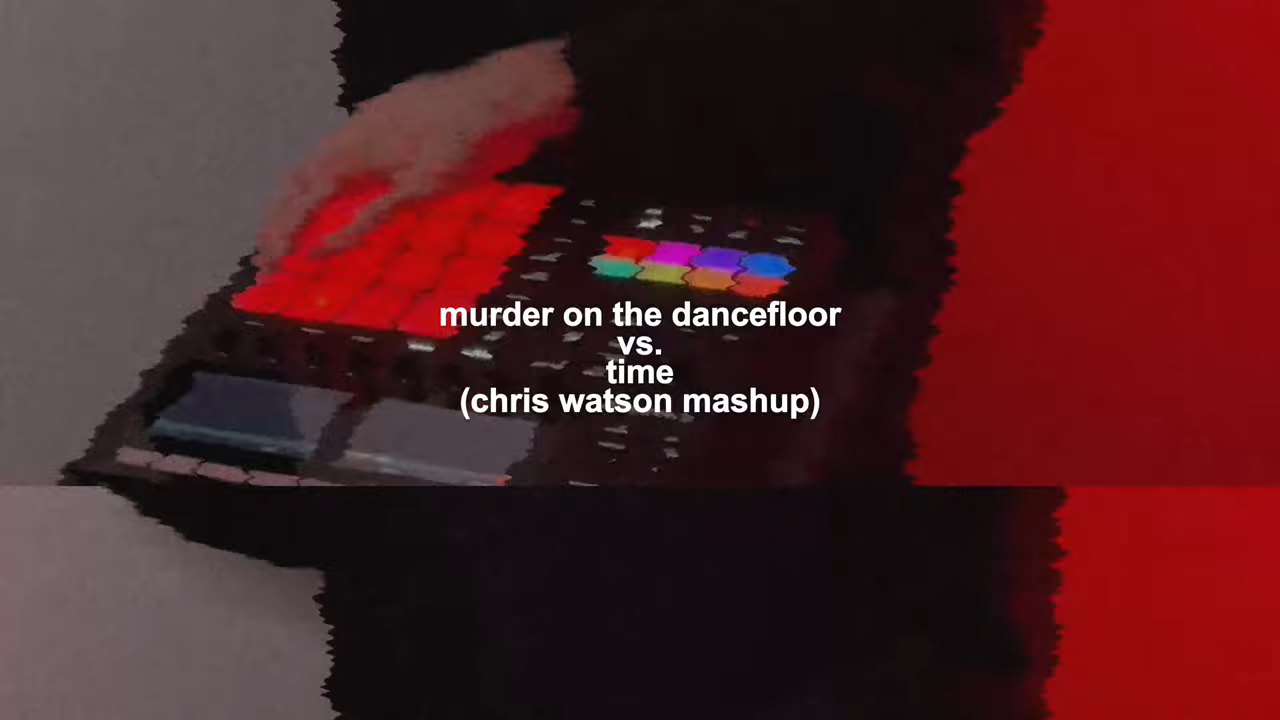 murder on the dancefloor
vs.
time
(chris watson mashup)